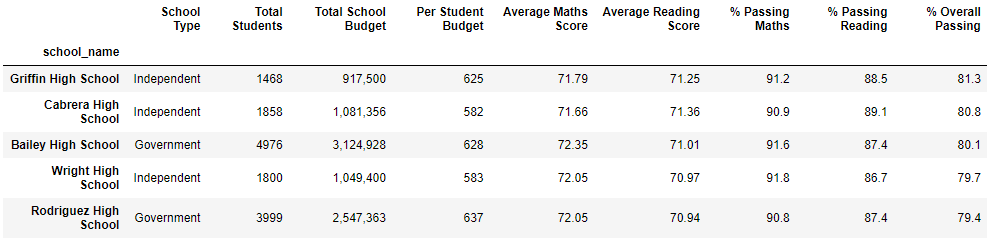 School Type Total Students Total School Budget Per Student Budget Average Maths Score Average Reading Score % Passing Maths % Passing Reading % Overall Passing
school_name
Griffin High School Independent 1468 917,500 625 71.79 71.25 91.2 88.5 81.3
Cabrera High School Independent 1858 1,081,356 582 71.66 71.36 90.9 89.1 80.8
Bailey High School Government 4976 3,124,928 628 72.35 71.01 91.6 87.4 80.1
Wright High School Independent 1800 1,049,400 583 72.05 70.97 91.8 86.7 79.7
Rodriguez High School Government 3999 2,547,363 637 72.05 70.94 90.8 87.4 79.4